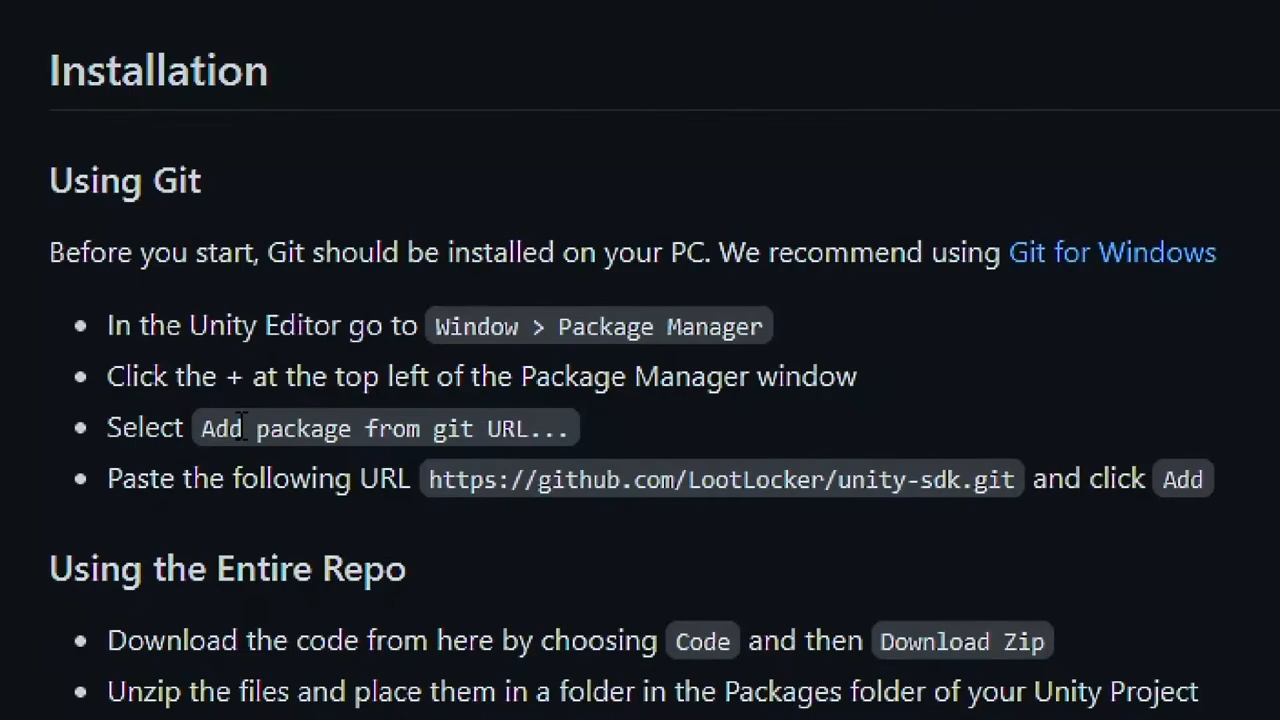 Installation
Using Git
Before you start, Git should be installed on your PC. We recommend using Git for Windows
In the Unity Editor go to Window > Package Manager
Click the + at the top left of the Package Manager window
Select Add package from git URL...
Paste the following URL https://github.com/LootLocker/unity-sdk.git and click Add
Using the Entire Repo
Download the code from here by choosing Code and then Download Zip
Unzip the files and place them in a folder in the Packages folder of your Unity Project